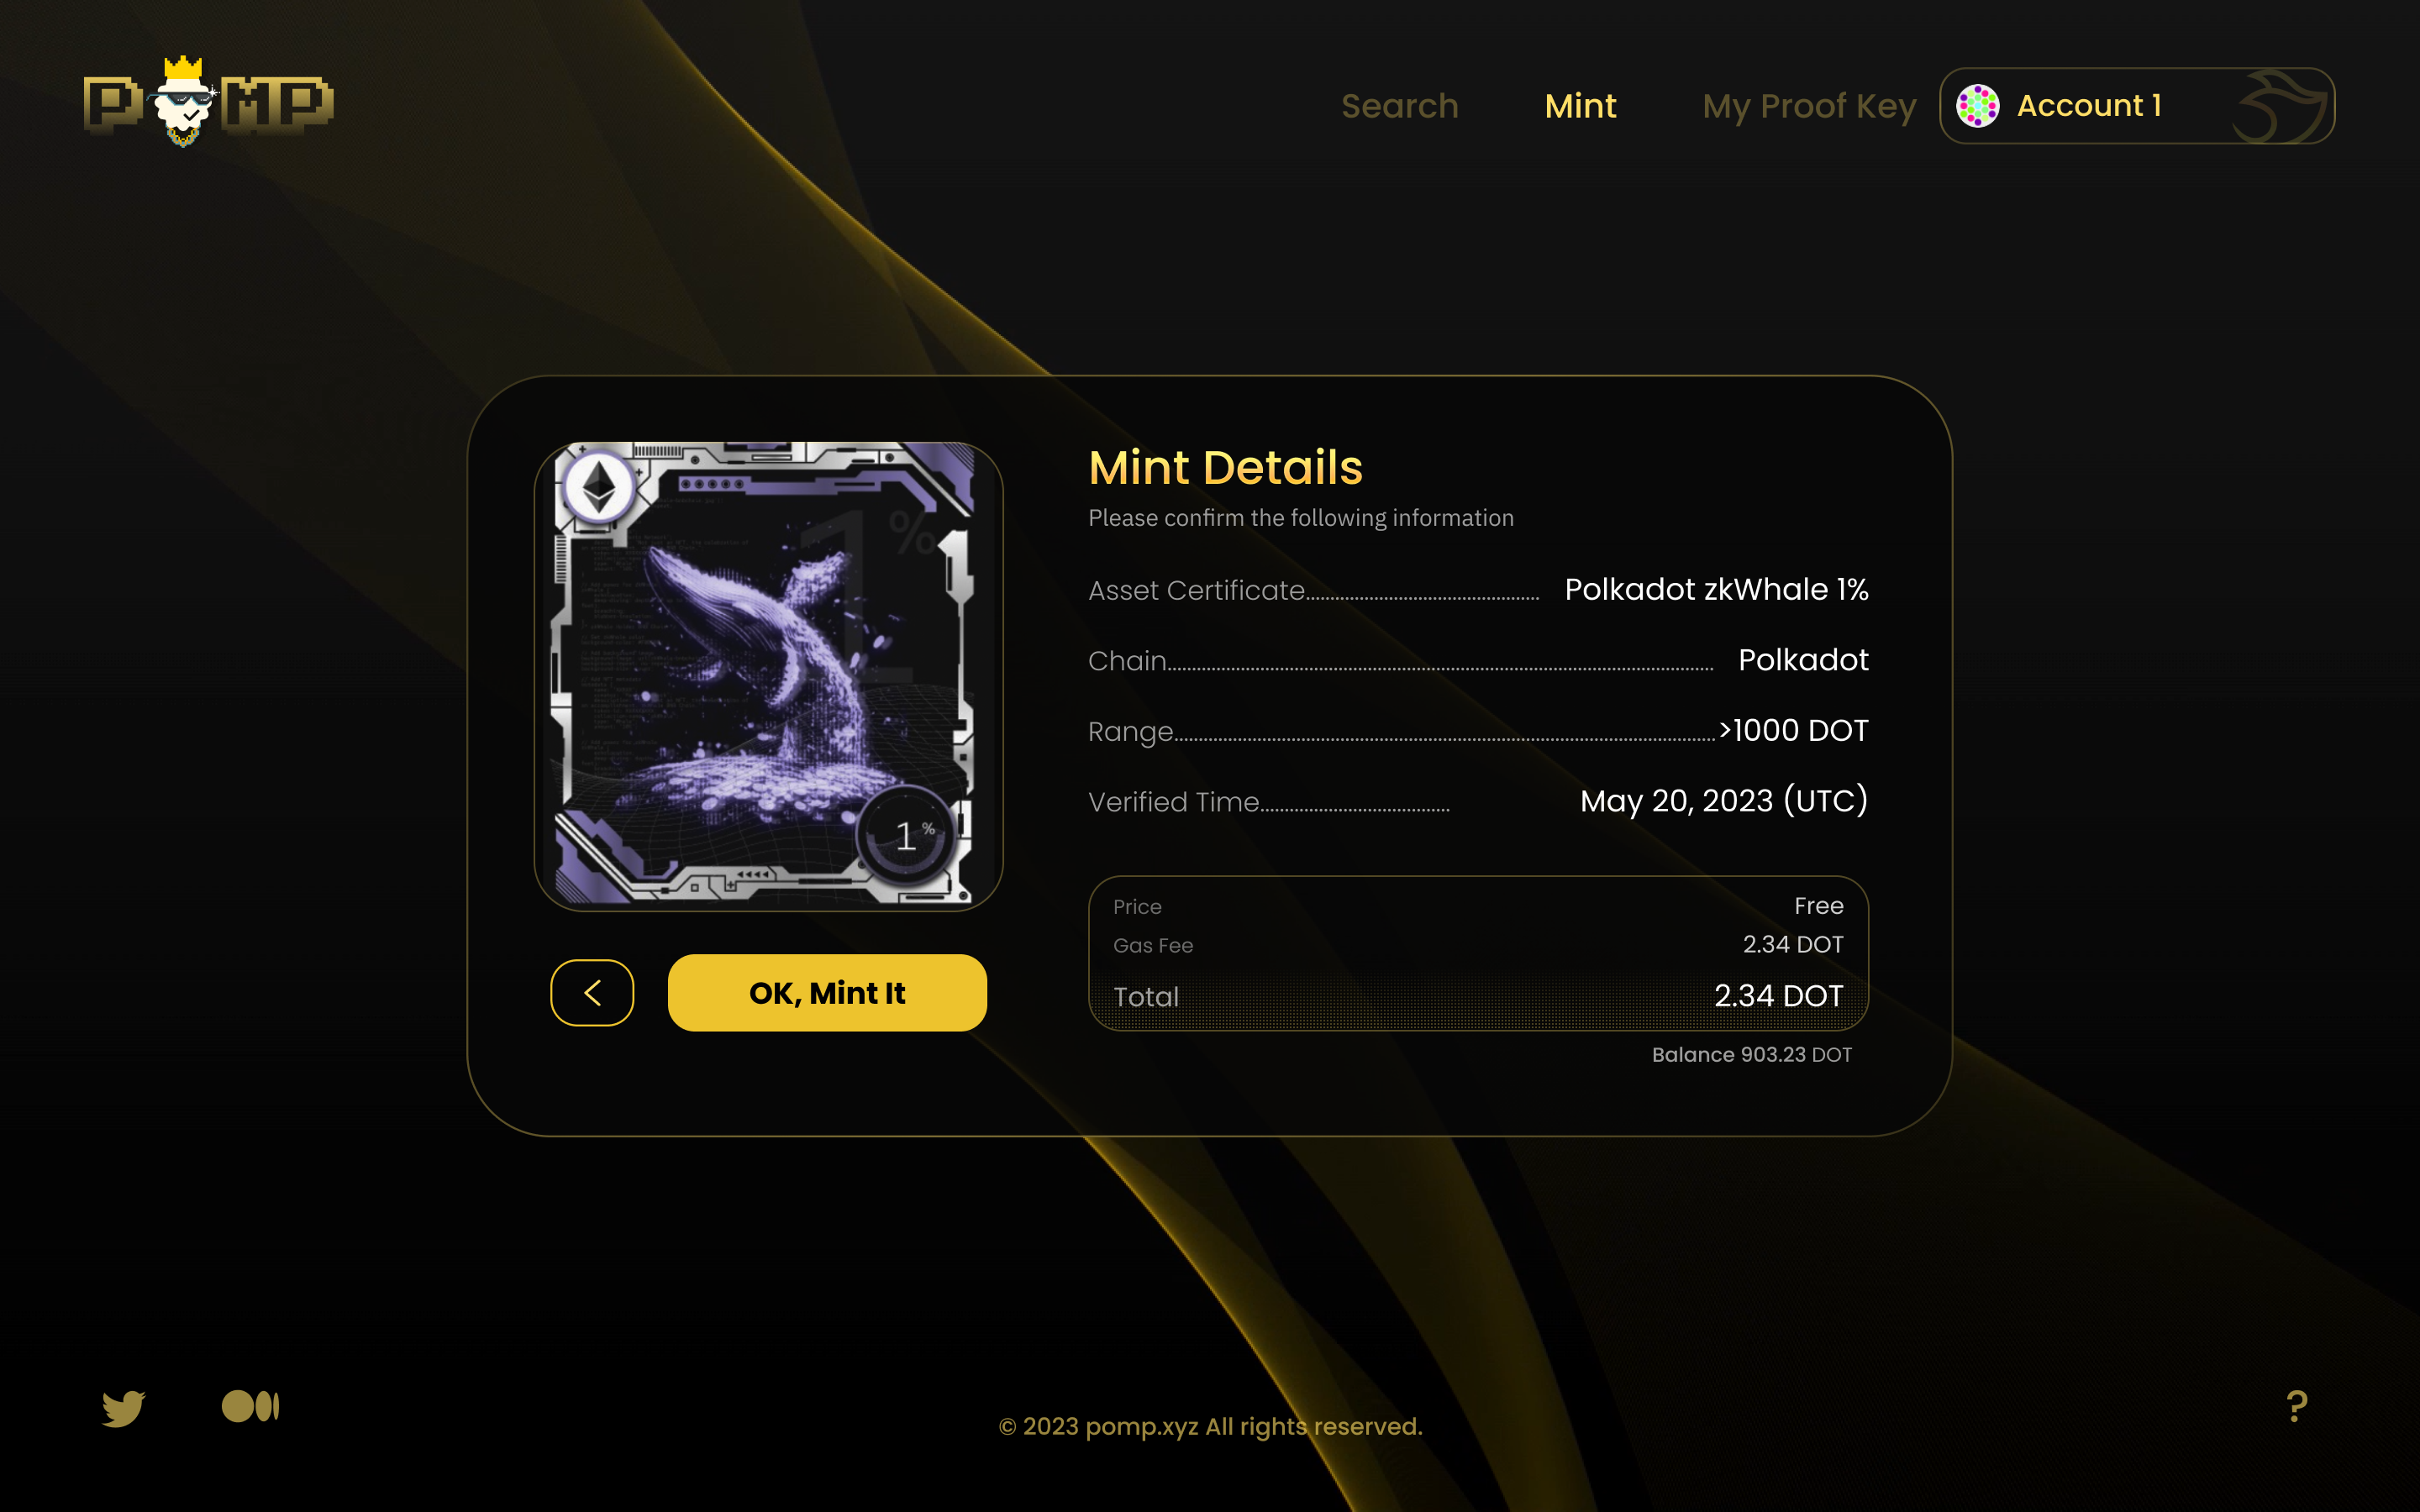 POMP
Search
Mint
My Proof Key
Account 1
1%
1%
Mint Details
Please confirm the following information
Asset Certificate
Polkadot zkWhale 1%
Chain
Polkadot
Range
>1000 DOT
Verified Time
May 20, 2023 (UTC)
Price
Free
Gas Fee
2.34 DOT
Total
2.34 DOT
Balance 903.23 DOT
<
OK, Mint It
© 2023 pomp.xyz All rights reserved.
?